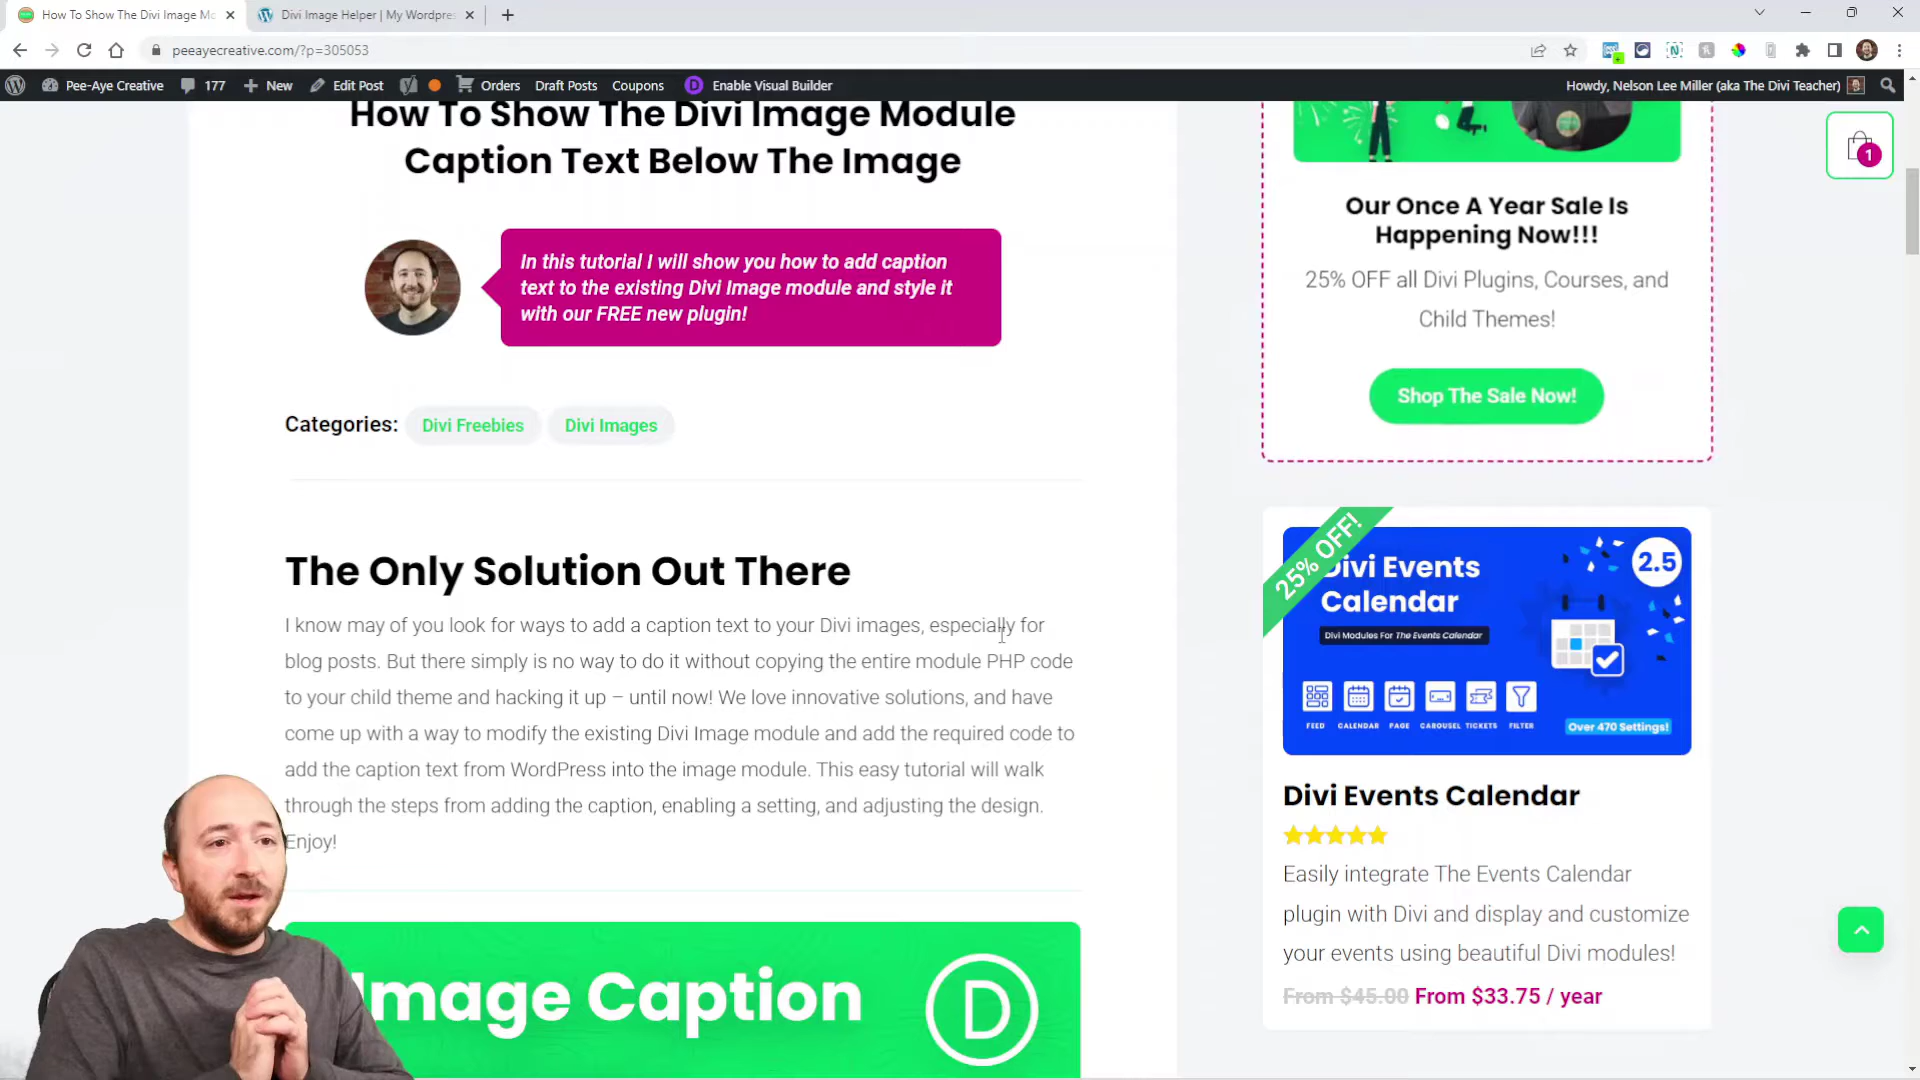 How To Show The Divi Image Mo
Divi Image Helper | My Wordpres
peeayecreative.com/?p=305053
Pee-Aye Creative
177
New
Edit Post
Orders
Draft Posts
Coupons
Enable Visual Builder
Howdy, Nelson Lee Miller (aka The Divi Teacher)
How To Show The Divi Image Module
Caption Text Below The Image
In this tutorial I will show you how to add caption
text to the existing Divi Image module and style it
with our FREE new plugin!
Categories:
Divi Freebies
Divi Images
The Only Solution Out There
I know may of you look for ways to add a caption text to your Divi images, especially for
blog posts. But there simply is no way to do it without copying the entire module PHP code
to your child theme and hacking it up – until now! We love innovative solutions, and have
come up with a way to modify the existing Divi Image module and add the required code to
add the caption text from WordPress into the image module. This easy tutorial will walk
through the steps from adding the caption, enabling a setting, and adjusting the design.
Enjoy!
Image Caption
D
1
Our Once A Year Sale Is
Happening Now!!!
25% OFF all Divi Plugins, Courses, and
Child Themes!
Shop The Sale Now!
25% OFF!
Divi Events
Calendar
2.5
Divi Modules For The Events Calendar
FEED
CALENDAR
PAGE
CAROUSEL
TICKETS
FILTER
Over 470 Settings!
Divi Events Calendar
Easily integrate The Events Calendar
plugin with Divi and display and customize
your events using beautiful Divi modules!
From $45.00 From $33.75 / year